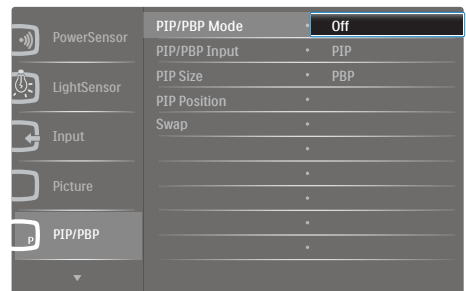 PowerSensor
LightSensor
Input
Picture
P
PIP/PBP
PIP/PBP Mode • Off
PIP/PBP Input • PIP
PIP Size • PBP
PIP Position •
Swap •
•
•
•
•
•